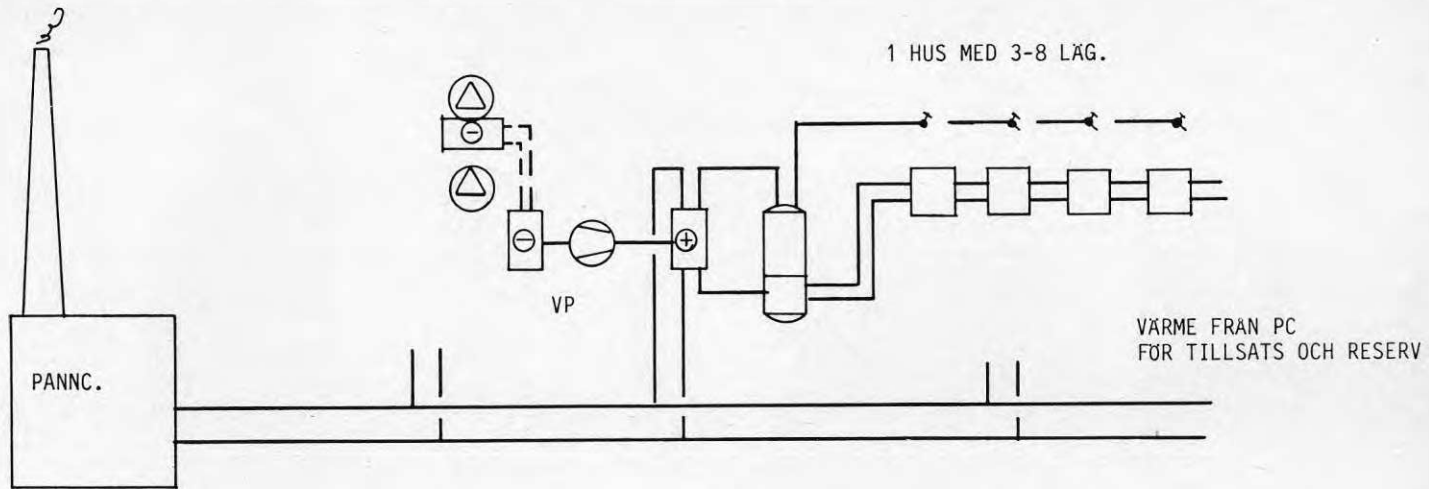 1 HUS MED 3-8 LÄG.
VP
VÄRME FRÅN PC
FÖR TILLSATS OCH RESERV
PANNC.